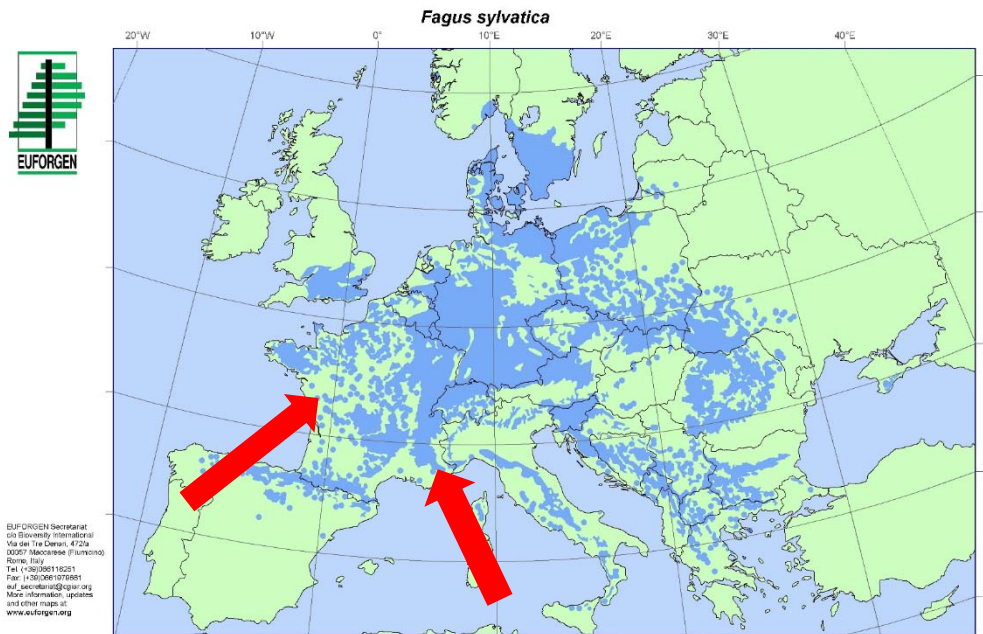 Fagus sylvatica
20°W 10°W 0° 10°E 20°E 30°E 40°E
EUFORGEN
EUFORGEN Secretariat
c/o Bioversity International
Via dei Tre Denari, 472/a
00057 Maccarese (Fiumicino)
Rome, Italy
Tel. (+39)066118251
Fax: (+39)0661979661
euf_secretariat@cgiar.org
More information, updates
and other maps at:
www.euforgen.org